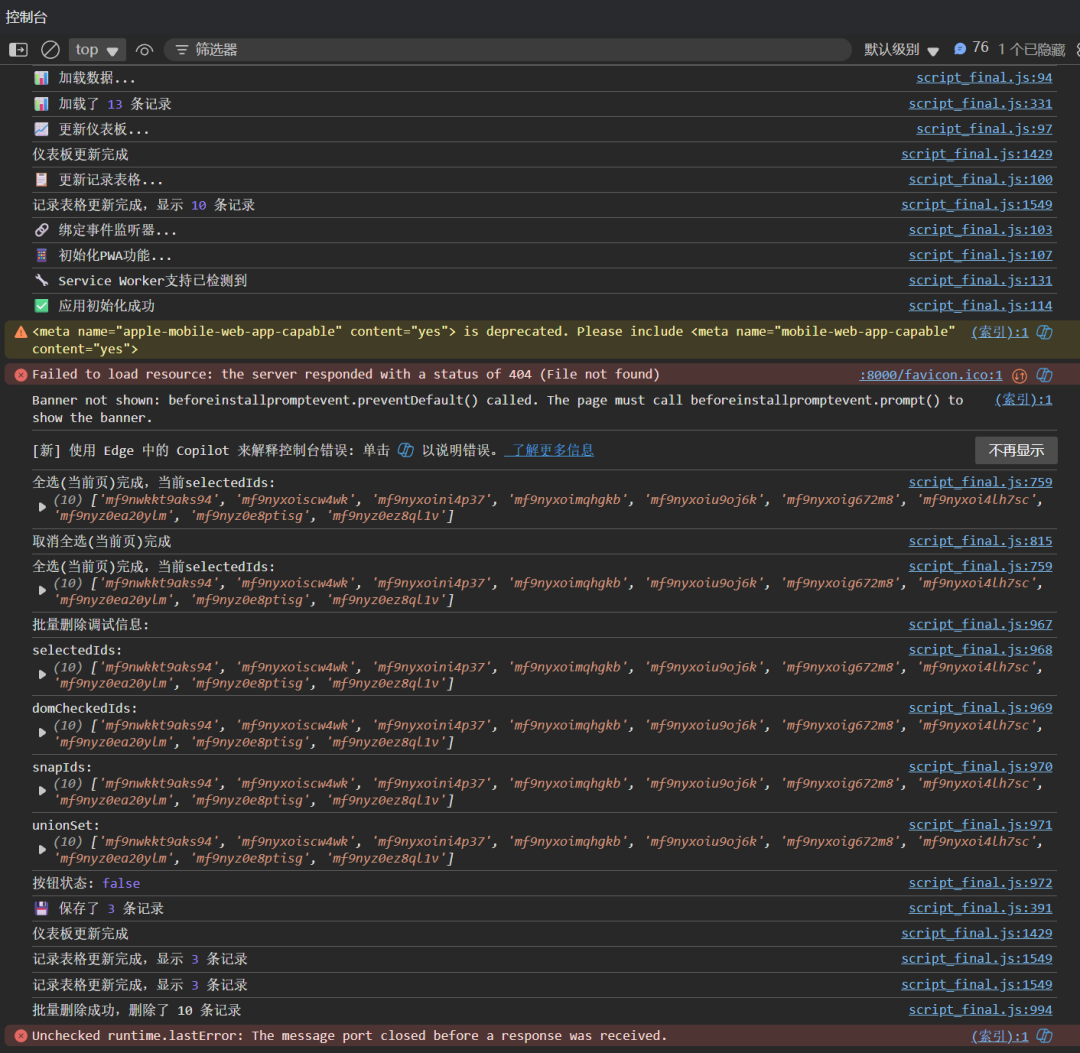 控制台
top 筛选器 默认级别 76 1 个已隐藏
加载数据... script_final.js:94
加载了 13 条记录 script_final.js:331
更新仪表板... script_final.js:97
仪表板更新完成 script_final.js:1429
更新记录表格... script_final.js:100
记录表格更新完成，显示 10 条记录 script_final.js:1549
绑定事件监听器... script_final.js:103
初始化PWA功能... script_final.js:107
Service Worker支持已检测到 script_final.js:131
应用初始化成功 script_final.js:114
<meta name="apple-mobile-web-app-capable" content="yes"> is deprecated. Please include <meta name="mobile-web-app-capable" (索引):1
content="yes">
Failed to load resource: the server responded with a status of 404 (File not found) :8000/favicon.ico:1
Banner not shown: beforeinstallpromptevent.preventDefault() called. The page must call beforeinstallpromptevent.prompt() to (索引):1
show the banner.
[新] 使用 Edge 中的 Copilot 来解释控制台错误: 单击 以说明错误。 了解更多信息 不再显示
全选(当前页)完成，当前selectedIds: script_final.js:759
(10) ['mf9nwkkt9aks94', 'mf9nyxoiscw4wk', 'mf9nyxoini4p37', 'mf9nyxoimqhgkb', 'mf9nyxoiu9oj6k', 'mf9nyxoig672m8', 'mf9nyxoi4lh7sc',
'mf9nyz0ea20ylm', 'mf9nyz0e8ptisg', 'mf9nyz0ez8ql1v']
取消全选(当前页)完成 script_final.js:815
全选(当前页)完成，当前selectedIds: script_final.js:759
(10) ['mf9nwkkt9aks94', 'mf9nyxoiscw4wk', 'mf9nyxoini4p37', 'mf9nyxoimqhgkb', 'mf9nyxoiu9oj6k', 'mf9nyxoig672m8', 'mf9nyxoi4lh7sc',
'mf9nyz0ea20ylm', 'mf9nyz0e8ptisg', 'mf9nyz0ez8ql1v']
批量删除调试信息: script_final.js:967
selectedIds: script_final.js:968
(10) ['mf9nwkkt9aks94', 'mf9nyxoiscw4wk', 'mf9nyxoini4p37', 'mf9nyxoimqhgkb', 'mf9nyxoiu9oj6k', 'mf9nyxoig672m8', 'mf9nyxoi4lh7sc',
'mf9nyz0ea20ylm', 'mf9nyz0e8ptisg', 'mf9nyz0ez8ql1v']
domCheckedIds: script_final.js:969
(10) ['mf9nwkkt9aks94', 'mf9nyxoiscw4wk', 'mf9nyxoini4p37', 'mf9nyxoimqhgkb', 'mf9nyxoiu9oj6k', 'mf9nyxoig672m8', 'mf9nyxoi4lh7sc',
'mf9nyz0ea20ylm', 'mf9nyz0e8ptisg', 'mf9nyz0ez8ql1v']
snapIds: script_final.js:970
(10) ['mf9nwkkt9aks94', 'mf9nyxoiscw4wk', 'mf9nyxoini4p37', 'mf9nyxoimqhgkb', 'mf9nyxoiu9oj6k', 'mf9nyxoig672m8', 'mf9nyxoi4lh7sc',
'mf9nyz0ea20ylm', 'mf9nyz0e8ptisg', 'mf9nyz0ez8ql1v']
unionSet: script_final.js:971
(10) ['mf9nwkkt9aks94', 'mf9nyxoiscw4wk', 'mf9nyxoini4p37', 'mf9nyxoimqhgkb', 'mf9nyxoiu9oj6k', 'mf9nyxoig672m8', 'mf9nyxoi4lh7sc',
'mf9nyz0ea20ylm', 'mf9nyz0e8ptisg', 'mf9nyz0ez8ql1v']
按钮状态: false script_final.js:972
保存了 3 条记录 script_final.js:391
仪表板更新完成 script_final.js:1429
记录表格更新完成，显示 3 条记录 script_final.js:1549
记录表格更新完成，显示 3 条记录 script_final.js:1549
批量删除成功，删除了 10 条记录 script_final.js:994
Unchecked runtime.lastError: The message port closed before a response was received. (索引):1